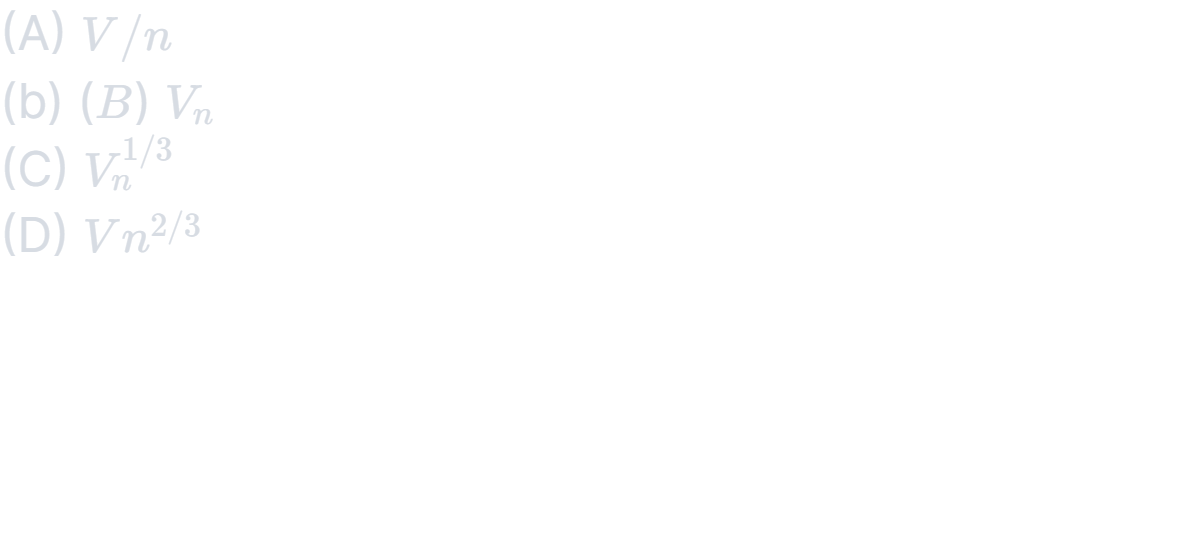 (A) $V/n$
(b) $(B)$ $V_n$
(C) $V_n^{1/3}$
(D) $Vn^{2/3}$